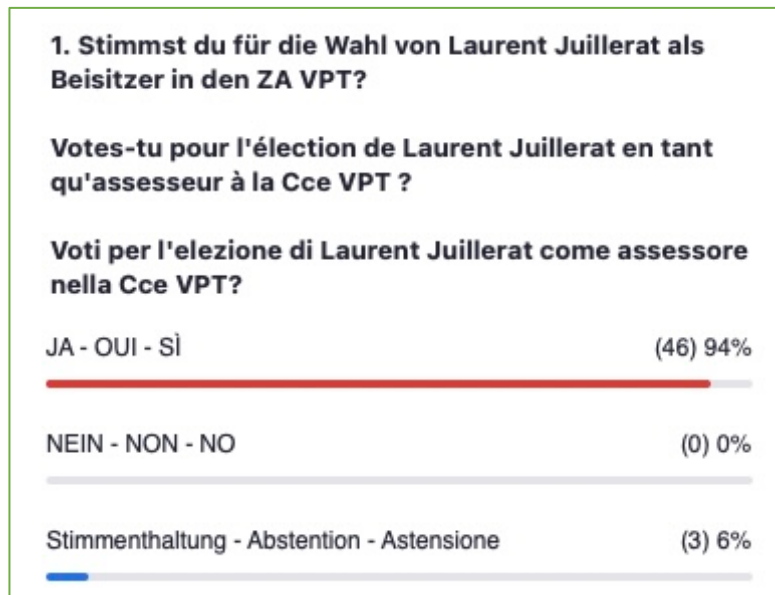 1. Stimmst du für die Wahl von Laurent Juillerat als
Beisitzer in den ZA VPT?
Votes-tu pour l'élection de Laurent Juillerat en tant
qu'assesseur à la Cce VPT ?
Voti per l'elezione di Laurent Juillerat come assessore
nella Cce VPT?
JA - OUI - SÌ (46) 94%
NEIN - NON - NO (0) 0%
Stimmenthaltung - Abstention - Astensione (3) 6%